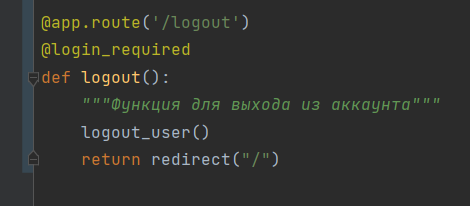 @app.route('/logout')
@login_required
def logout():
    """Функция для выхода из аккаунта"""
    logout_user()
    return redirect("/")